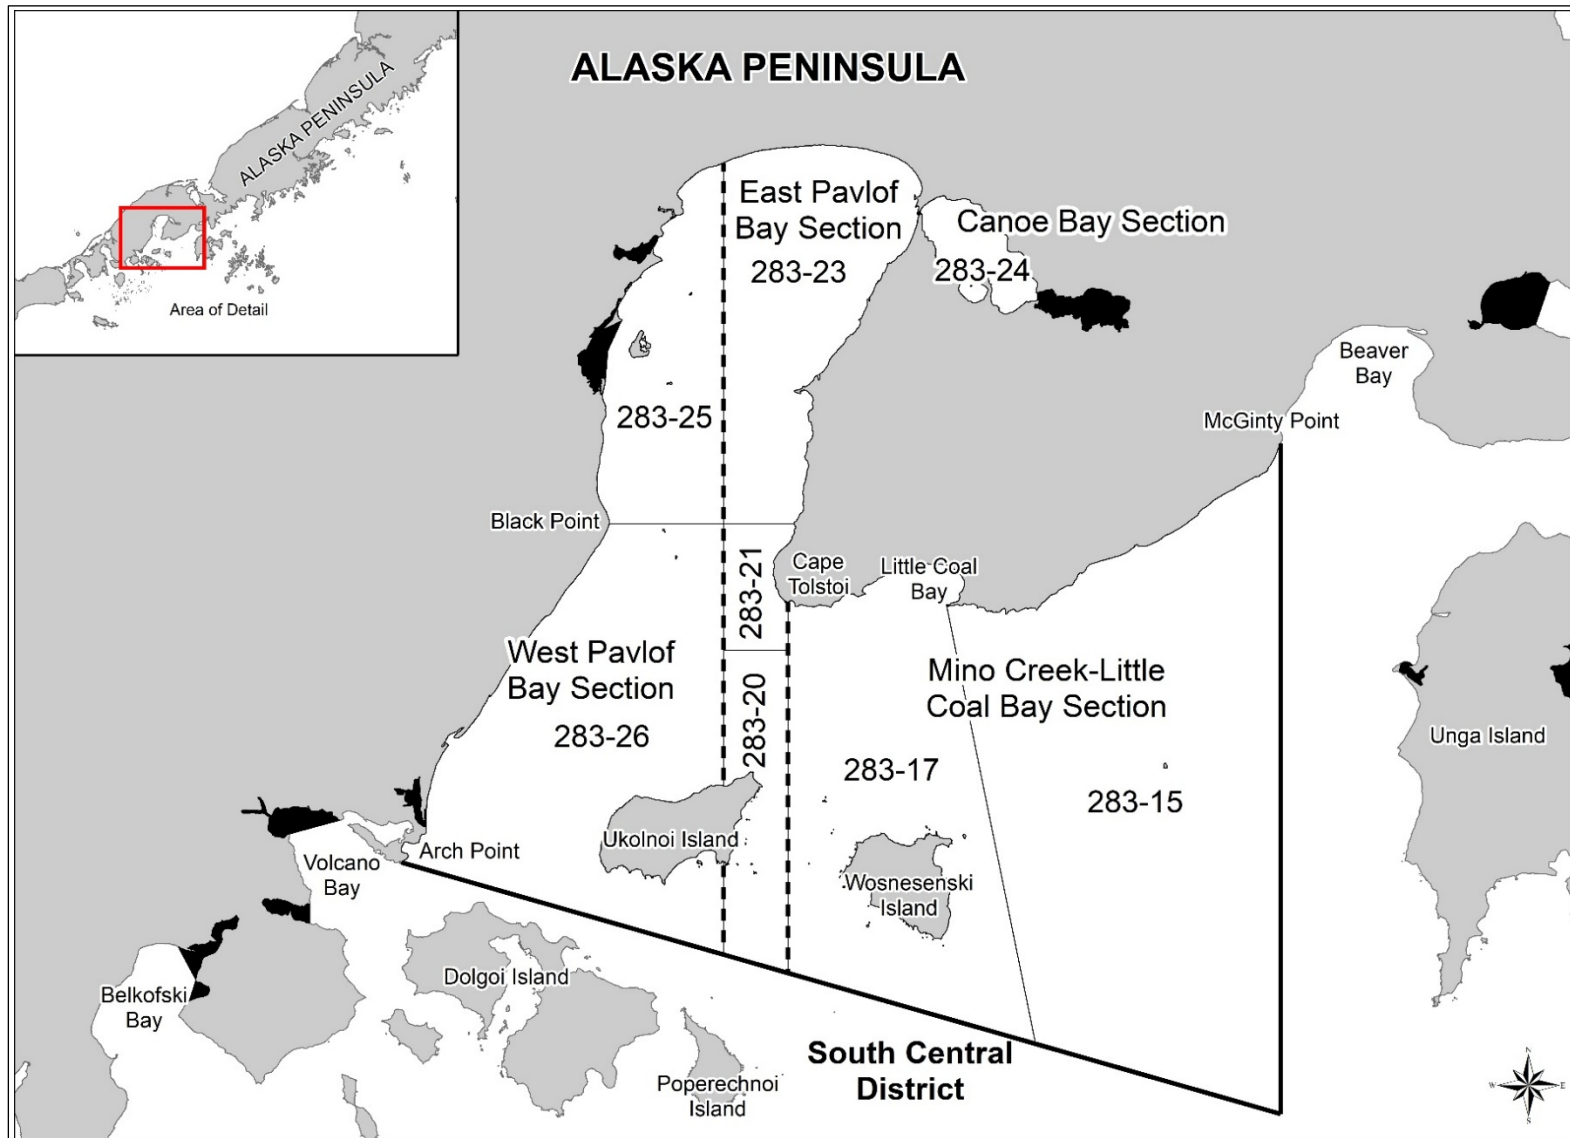 ALASKA PENINSULA
ALASKA PENINSULA
Area of Detail
East Pavlof
Bay Section
283-23
Canoe Bay Section
283-24
Beaver
Bay
McGinty Point
283-25
Black Point
283-21
Cape
Tolstoi
Little Coal
Bay
West Pavlof
Bay Section
283-26
283-20
Mino Creek-Little
Coal Bay Section
283-17
283-15
Unga Island
Ukolnoi Island
Arch Point
Volcano
Bay
Wosnesenski
Island
Dolgoi Island
Belkofski
Bay
South Central
District
Poperechnoi
Island
N
W
E
S